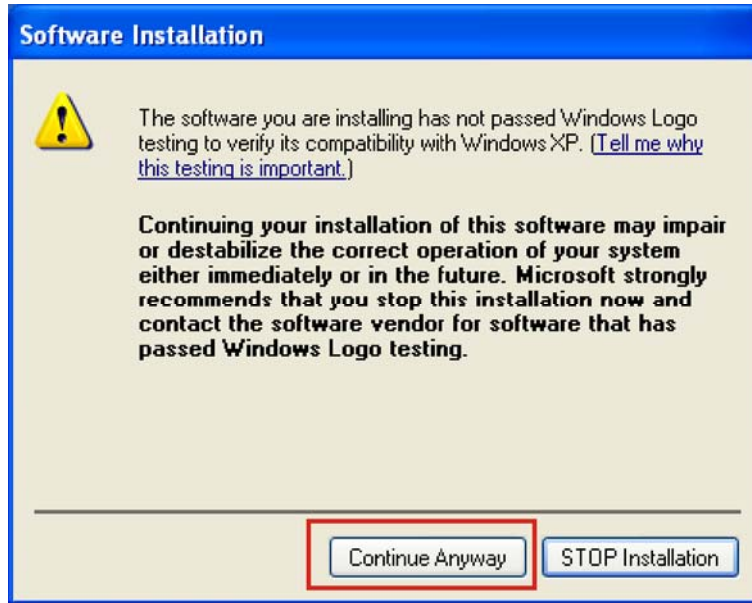 Software Installation
The software you are installing has not passed Windows Logo
testing to verify its compatibility with Windows XP. (Tell me why
this testing is important.)
Continuing your installation of this software may impair
or destabilize the correct operation of your system
either immediately or in the future. Microsoft strongly
recommends that you stop this installation now and
contact the software vendor for software that has
passed Windows Logo testing.
Continue Anyway
STOP Installation